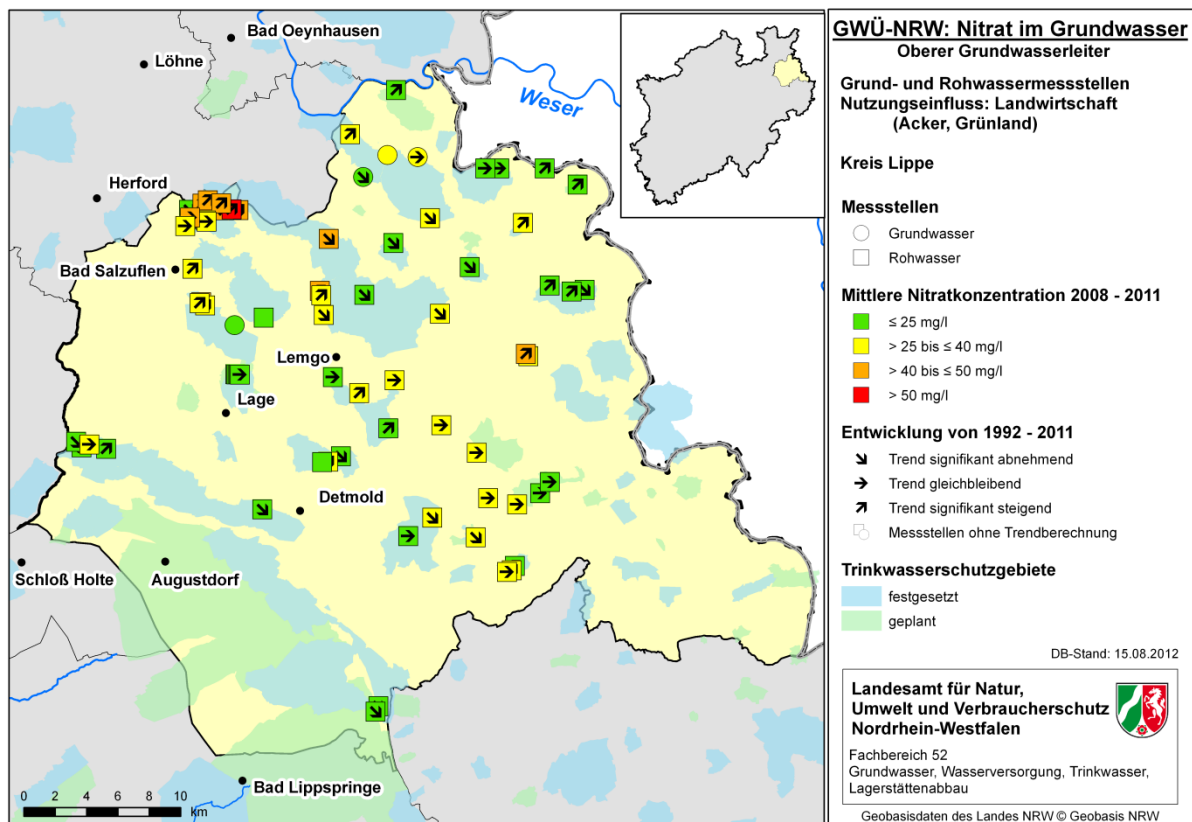 Bad Oeynhausen
Löhne
Weser
Herford
Bad Salzuflen
Lemgo
Lage
Detmold
Schloß Holte
Augustdorf
Bad Lippspringe
0 2 4 6 8 10
km
GWÜ-NRW: Nitrat im Grundwasser
Oberer Grundwasserleiter
Grund- und Rohwassermessstellen
Nutzungseinfluss: Landwirtschaft
(Acker, Grünland)
Kreis Lippe
Messstellen
Grundwasser
Rohwasser
Mittlere Nitratkonzentration 2008 - 2011
≤ 25 mg/l
> 25 bis ≤ 40 mg/l
> 40 bis ≤ 50 mg/l
> 50 mg/l
Entwicklung von 1992 - 2011
Trend signifikant abnehmend
Trend gleichbleibend
Trend signifikant steigend
Messstellen ohne Trendberechnung
Trinkwasserschutzgebiete
festgesetzt
geplant
DB-Stand: 15.08.2012
Landesamt für Natur,
Umwelt und Verbraucherschutz
Nordrhein-Westfalen
Fachbereich 52
Grundwasser, Wasserversorgung, Trinkwasser,
Lagerstättenabbau
Geobasisdaten des Landes NRW © Geobasis NRW